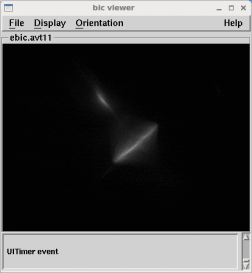 bic viewer
File Display Orientation Help
ebic.avt11
UITimer event